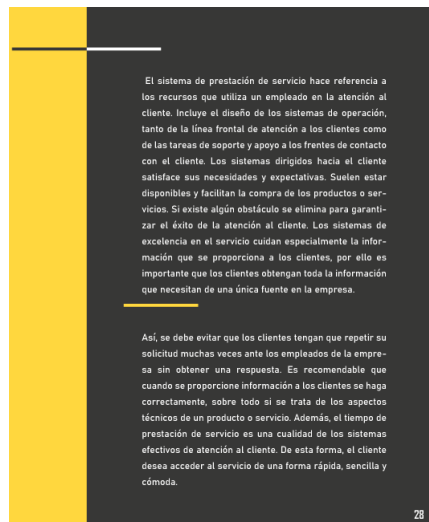 El sistema de prestación de servicio hace referencia a
los recursos que utiliza un empleado en la atención al
cliente. Incluye el diseño de los sistemas de operación,
tanto de la línea frontal de atención a los clientes como
de las tareas de soporte y apoyo a los frentes de contacto
con el cliente. Los sistemas dirigidos hacia el cliente
satisface sus necesidades y expectativas. Suelen estar
disponibles y facilitan la compra de los productos o ser-
vicios. Si existe algún obstáculo se elimina para garanti-
zar el éxito de la atención al cliente. Los sistemas de
excelencia en el servicio cuidan especialmente la infor-
mación que se proporciona a los clientes, por ello es
importante que los clientes obtengan toda la información
que necesitan de una única fuente en la empresa.
Así, se debe evitar que los clientes tengan que repetir su
solicitud muchas veces ante los empleados de la empre-
sa sin obtener una respuesta. Es recomendable que
cuando se proporcione información a los clientes se haga
correctamente, sobre todo si se trata de los aspectos
técnicos de un producto o servicio. Además, el tiempo de
prestación de servicio es una cualidad de los sistemas
efectivos de atención al cliente. De esta forma, el cliente
desea acceder al servicio de una forma rápida, sencilla y
cómoda.
28